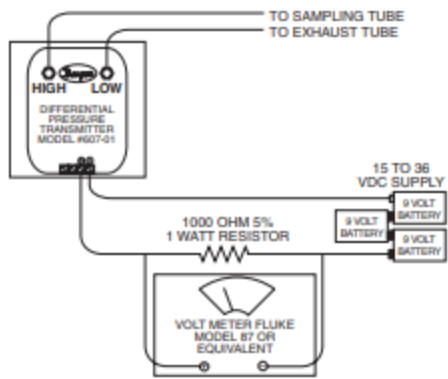 TO SAMPLING TUBE
TO EXHAUST TUBE
HIGH
LOW
DIFFERENTIAL
PRESSURE
TRANSMITTER
MODEL #607-01
15 TO 36
VDC SUPPLY
9 VOLT
BATTERY
9 VOLT
BATTERY
9 VOLT
BATTERY
1000 OHM 5%
1 WATT RESISTOR
VOLT METER FLUKE
MODEL 87 OR
EQUIVALENT